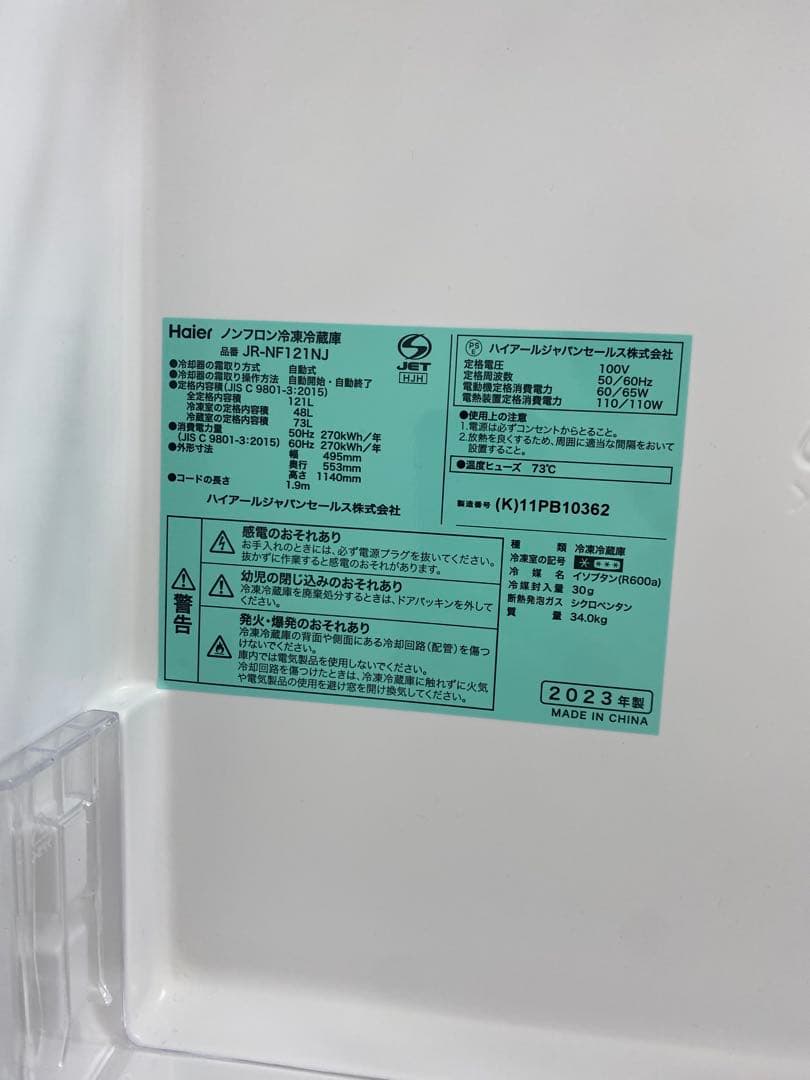 Haier ノンフロン冷凍冷蔵庫
品番 JR-NF121NJ
●冷却器の霜取り方式 自動式
●冷却器の霜取り操作方法 自動開始・自動終了
●定格内容積(JIS C 9801-3:2015)
全定格内容積 121L
冷凍室の定格内容積 48L
冷蔵室の定格内容積 73L
●消費電力量 50Hz 270kWh/年
(JIS C 9801-3:2015) 60Hz 270kWh/年
●外形寸法 幅 495mm
奥行 553mm
高さ 1140mm
●コードの長さ 1.9m
ハイアールジャパンセールス株式会社
JET
HJH
PSE ハイアールジャパンセールス株式会社
定格電圧 100V
定格周波数 50/60Hz
電動機定格消費電力 60/65W
電熱装置定格消費電力 110/110W
●使用上の注意
1.電源は必ずコンセントからとること。
2.放熱を良くするため、周囲に適当な間隔をおいて
設置すること。
●温度ヒューズ 73℃
製造番号 (K)11PB10362
警告
感電のおそれあり
お手入れのときには、必ず電源プラグを抜いてください。
抜かずに作業すると感電のおそれがあります。
幼児の閉じ込みのおそれあり
冷凍冷蔵庫を廃棄処分するときは、ドアパッキンを外して
ください。
発火・爆発のおそれあり
冷凍冷蔵庫の背面や側面にある冷却回路(配管)を傷つ
けないでください。
庫内では電気製品を使用しないでください。
冷却回路を傷つけたときは、冷凍冷蔵庫に触れずに火気
や電気製品の使用を避け窓を開け換気してください。
種類 冷凍冷蔵庫
冷凍室の記号 * ***
冷媒名 イソブタン(R600a)
冷媒封入量 30g
断熱発泡ガス シクロペンタン
質量 34.0kg
2023年製
MADE IN CHINA